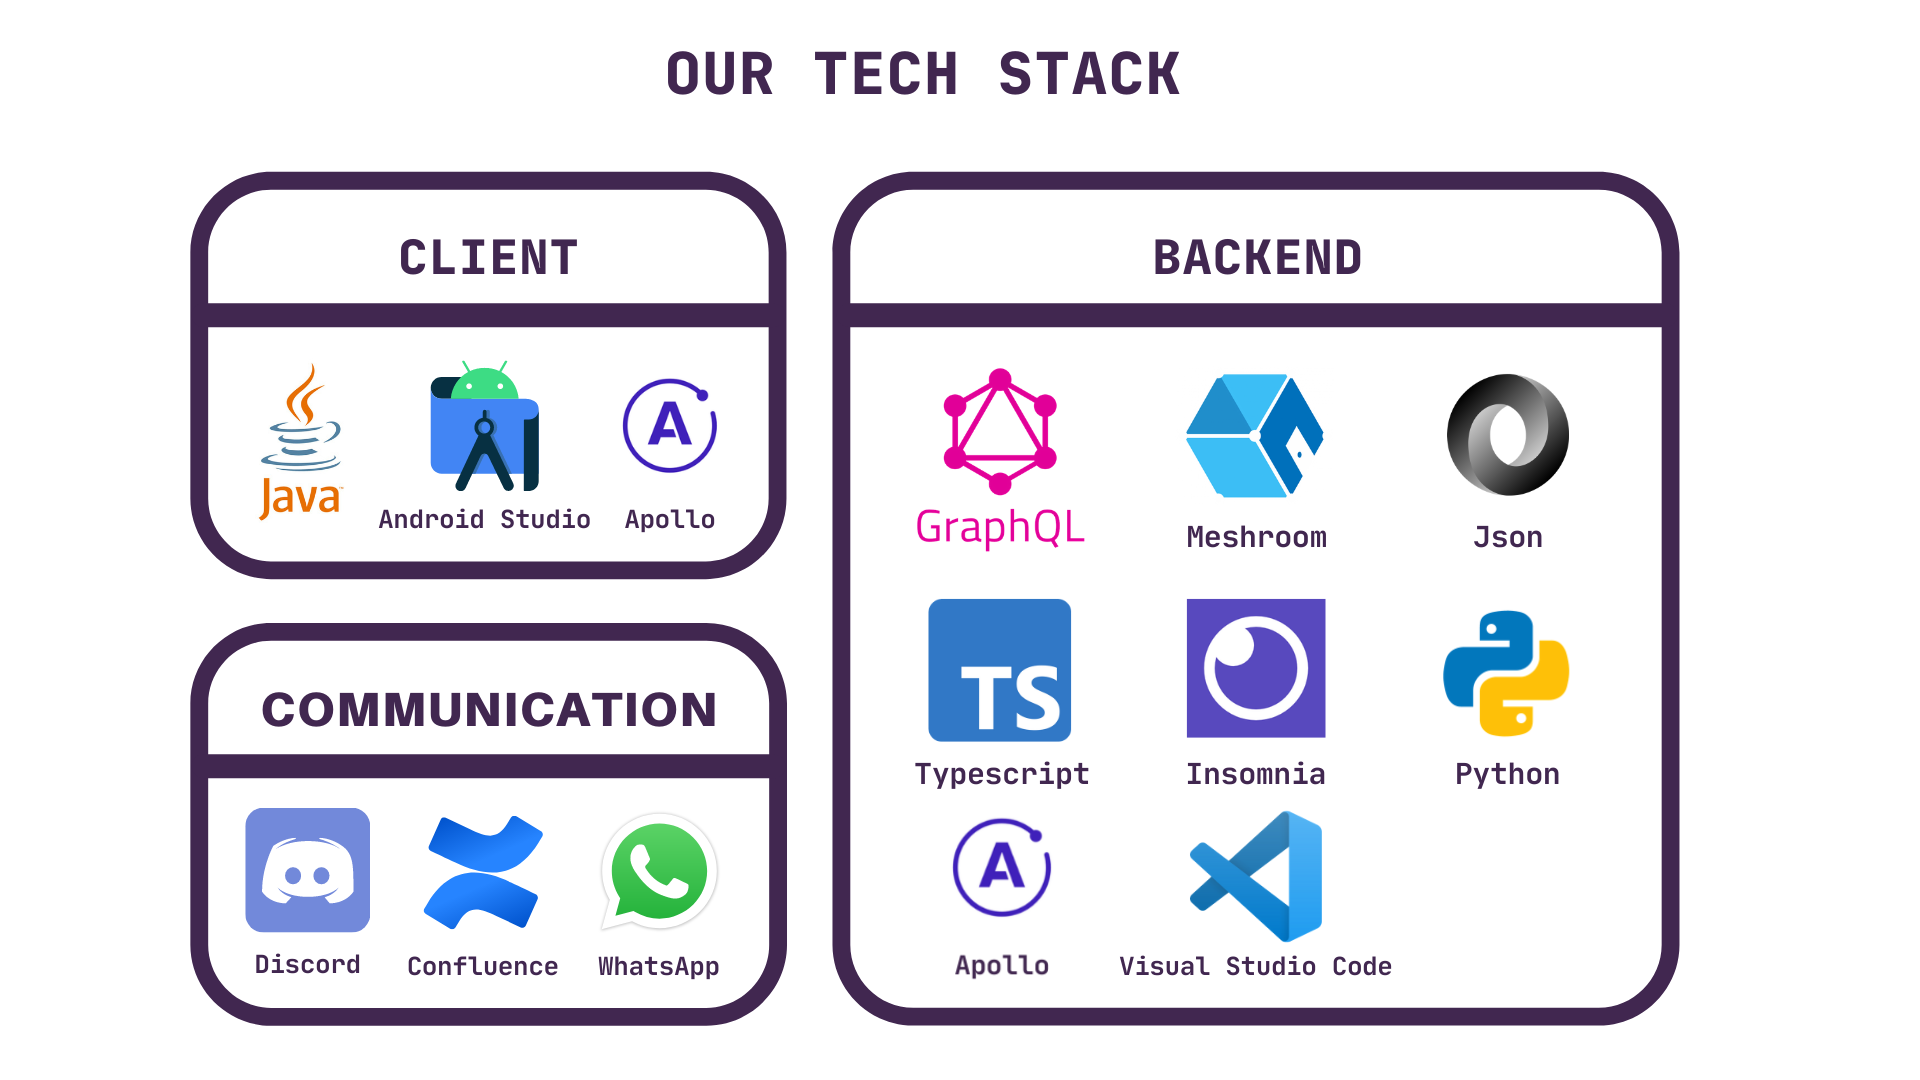 OUR TECH STACK
CLIENT
Java™
Android Studio
A
Apollo
COMMUNICATION
Discord
Confluence
WhatsApp
BACKEND
GraphQL
Meshroom
Json
TS
Typescript
Insomnia
Python
A
Apollo
Visual Studio Code